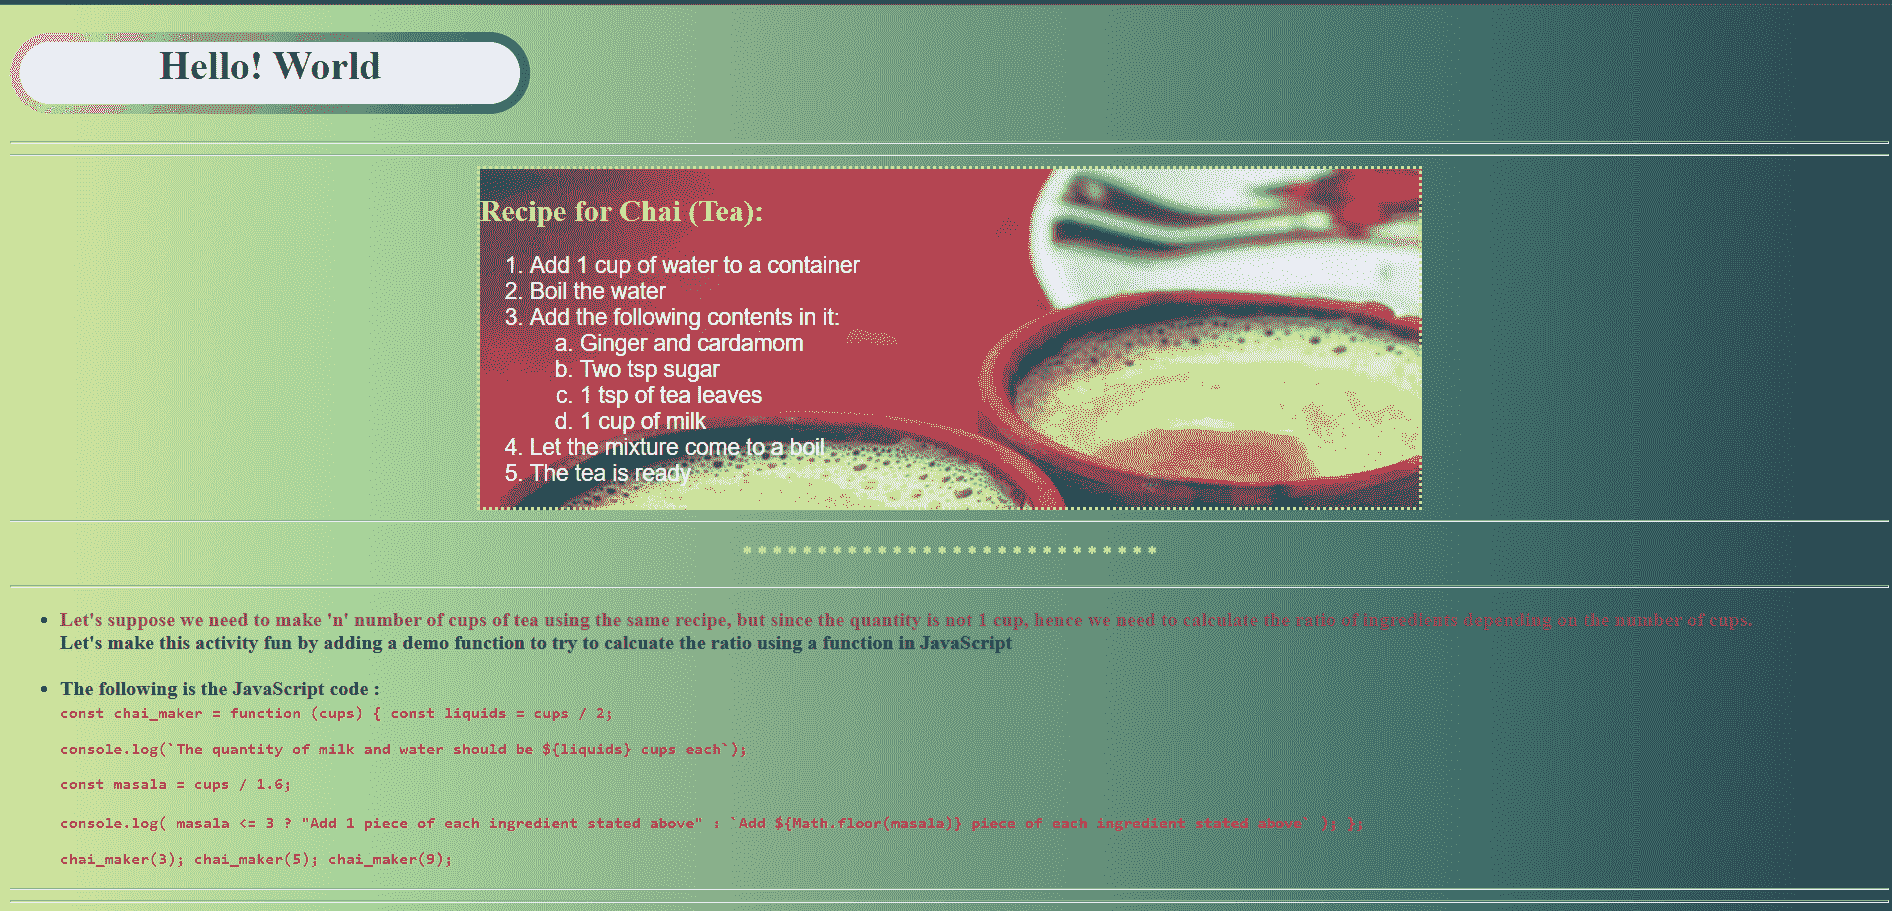 Hello! World
Recipe for Chai (Tea):
1. Add 1 cup of water to a container
2. Boil the water
3. Add the following contents in it:
a. Ginger and cardamom
b. Two tsp sugar
c. 1 tsp of tea leaves
d. 1 cup of milk
4. Let the mixture come to a boil
5. The tea is ready
* * * * * * * * * * * * * * * * * * * * * * * * * * * *
• Let's suppose we need to make 'n' number of cups of tea using the same recipe, but since the quantity is not 1 cup. hence we need to calculate the ratio of ingredients depending on the number of cups.
Let's make this activity fun by adding a demo function to try to calcuate the ratio using a function in JavaScript
• The following is the JavaScript code :
const chai_maker = function (cups) { const liquids = cups / 2;
console.log(`The quantity of milk and water should be ${liquids} cups each`);
const masala = cups / 1.6;
console.log( masala <= 3 ? "Add 1 piece of each ingredient stated above" : `Add ${Math.floor(masala)} piece of each ingredient stated above` ); };
chai_maker(3); chai_maker(5); chai_maker(9);